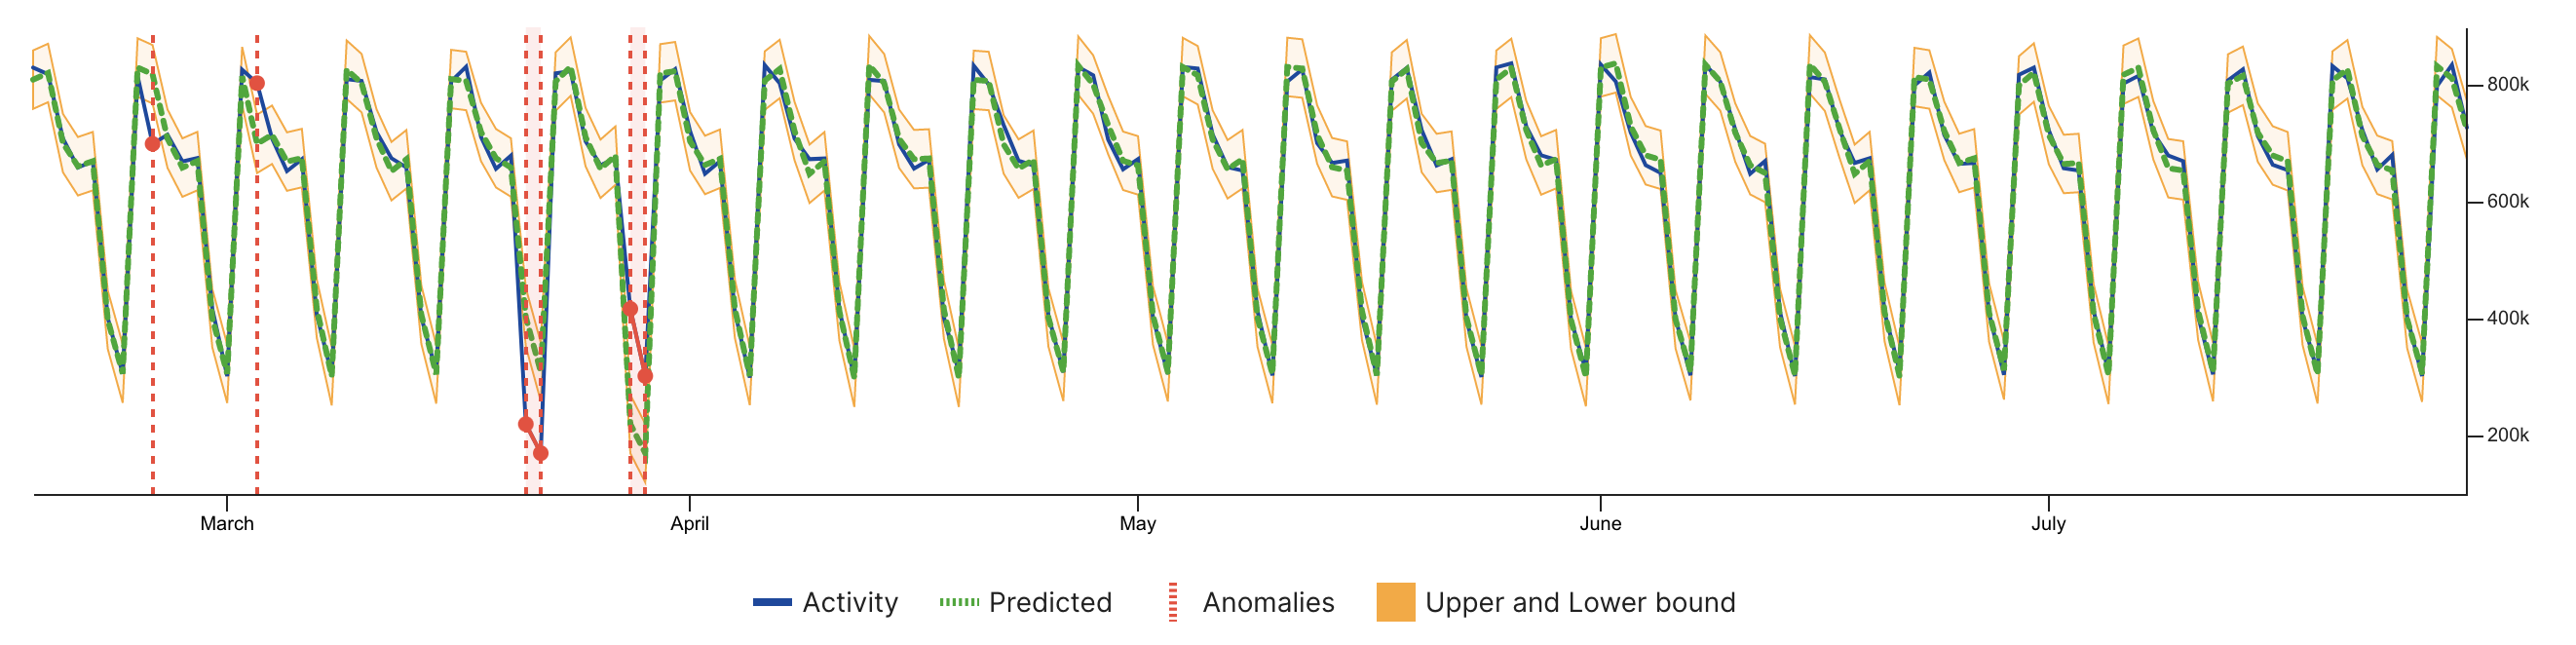 800k
600k
400k
200k
March April May June July
Activity Predicted Anomalies Upper and Lower bound